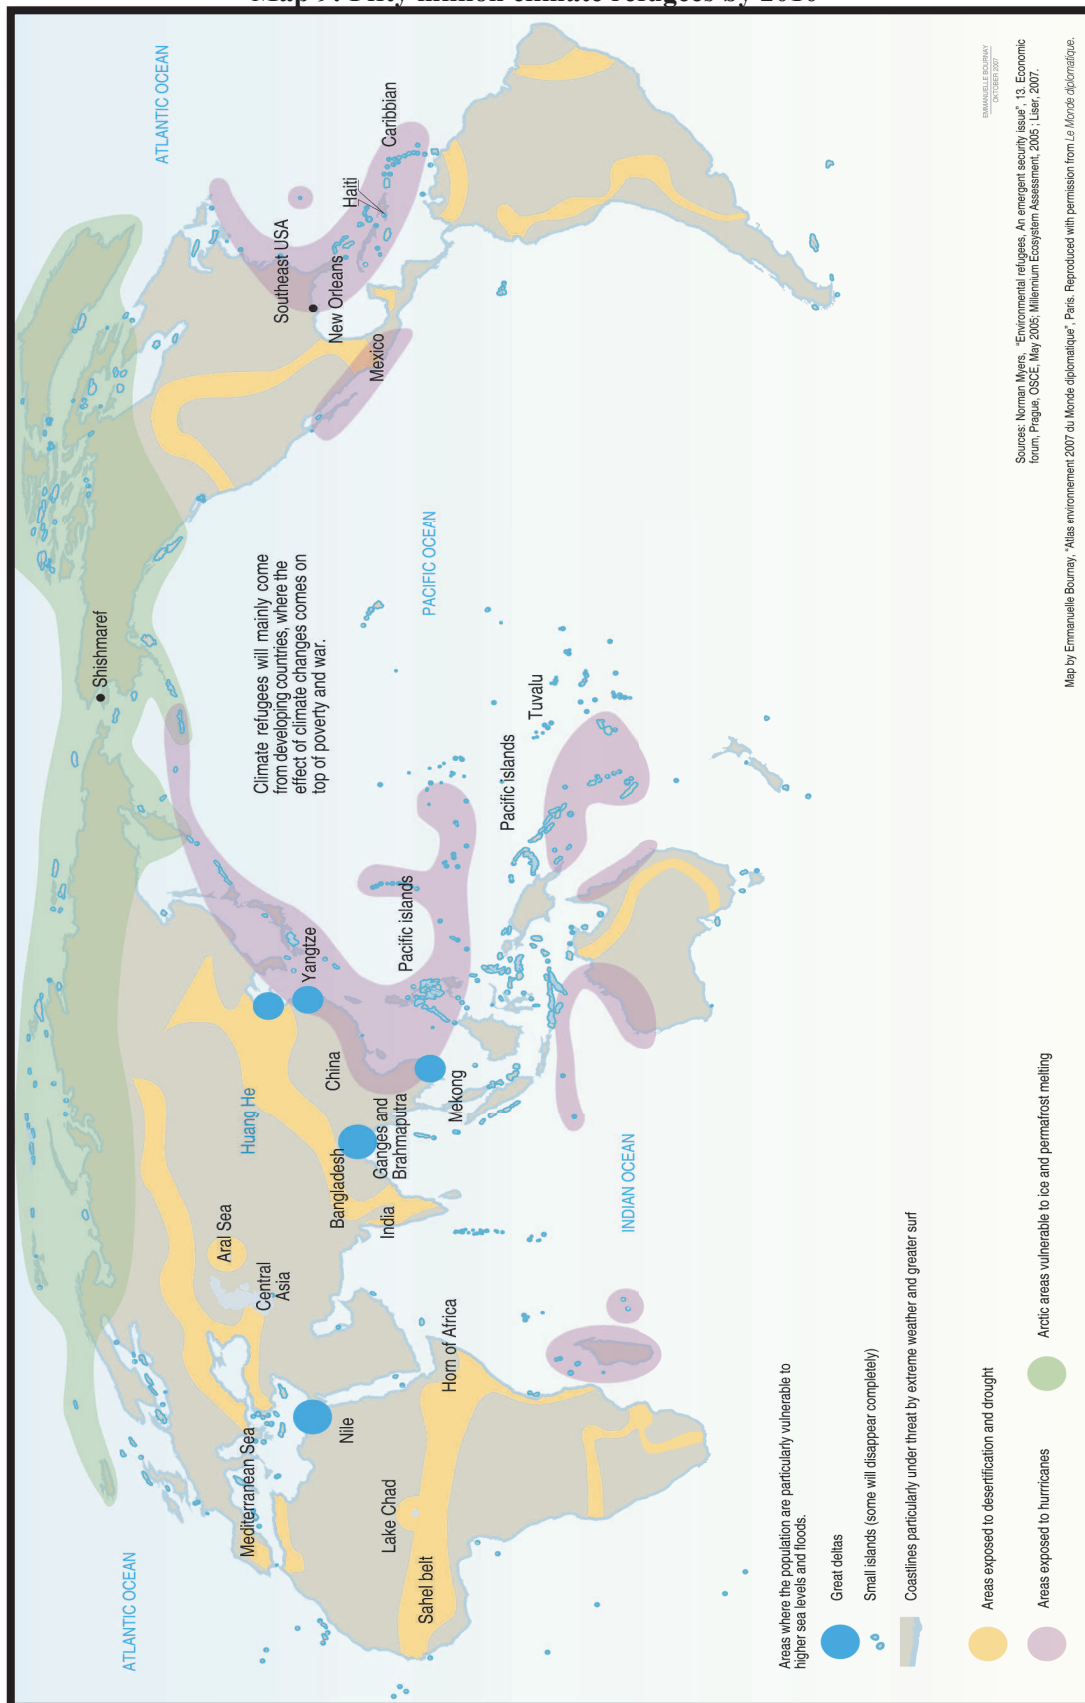 Map 9: Fifty million climate refugees by 2010
ATLANTIC OCEAN
ATLANTIC OCEAN
PACIFIC OCEAN
INDIAN OCEAN
Shishmaref
Southeast USA
New Orleans
Haiti
Caribbian
Mexico
Climate refugees will mainly come
from developing countries, where the
effect of climate changes comes on
top of poverty and war.
Mediterranean Sea
Nile
Lake Chad
Sahel belt
Horn of Africa
Aral Sea
Central
Asia
Huang He
Yangtze
China
Bangladesh
Ganges and
Brahmaputra
India
Mekong
Pacific islands
Pacific islands
Tuvalu
Areas where the population are particularly vulnerable to
higher sea levels and floods.
Great deltas
Small islands (some will disappear completely)
Coastlines particularly under threat by extreme weather and greater surf
Areas exposed to desertification and drought
Areas exposed to hurrricanes
Arctic areas vulnerable to ice and permafrost melting
EMMANUELLE BOURNAY
OKTOBER 2007
Sources: Norman Myers, "Environmental refugees, An emergent security issue", 13. Economic
forum, Prague, OSCE, May 2005; Millennium Ecosystem Assessment, 2005 ; Liser, 2007.
Map by Emmanuelle Bournay, "Atlas environnement 2007 du Monde diplomatique", Paris. Reproduced with permission from Le Monde diplomatique.